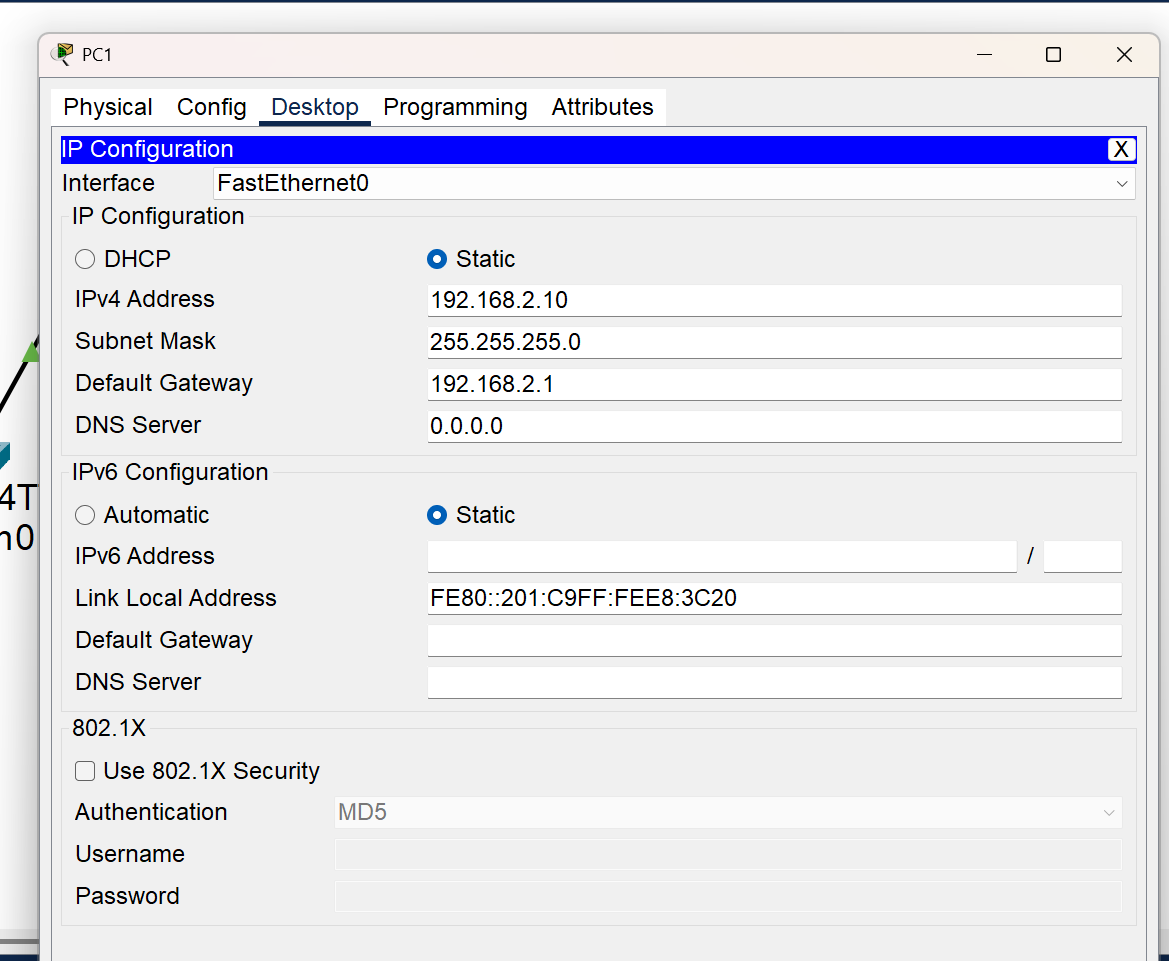 PC1
Physical Config Desktop Programming Attributes
IP Configuration X
Interface FastEthernet0
IP Configuration
DHCP Static
IPv4 Address 192.168.2.10
Subnet Mask 255.255.255.0
Default Gateway 192.168.2.1
DNS Server 0.0.0.0
IPv6 Configuration
Automatic Static
IPv6 Address /
Link Local Address FE80::201:C9FF:FEE8:3C20
Default Gateway
DNS Server
802.1X
Use 802.1X Security
Authentication MD5
Username
Password
4T
h0